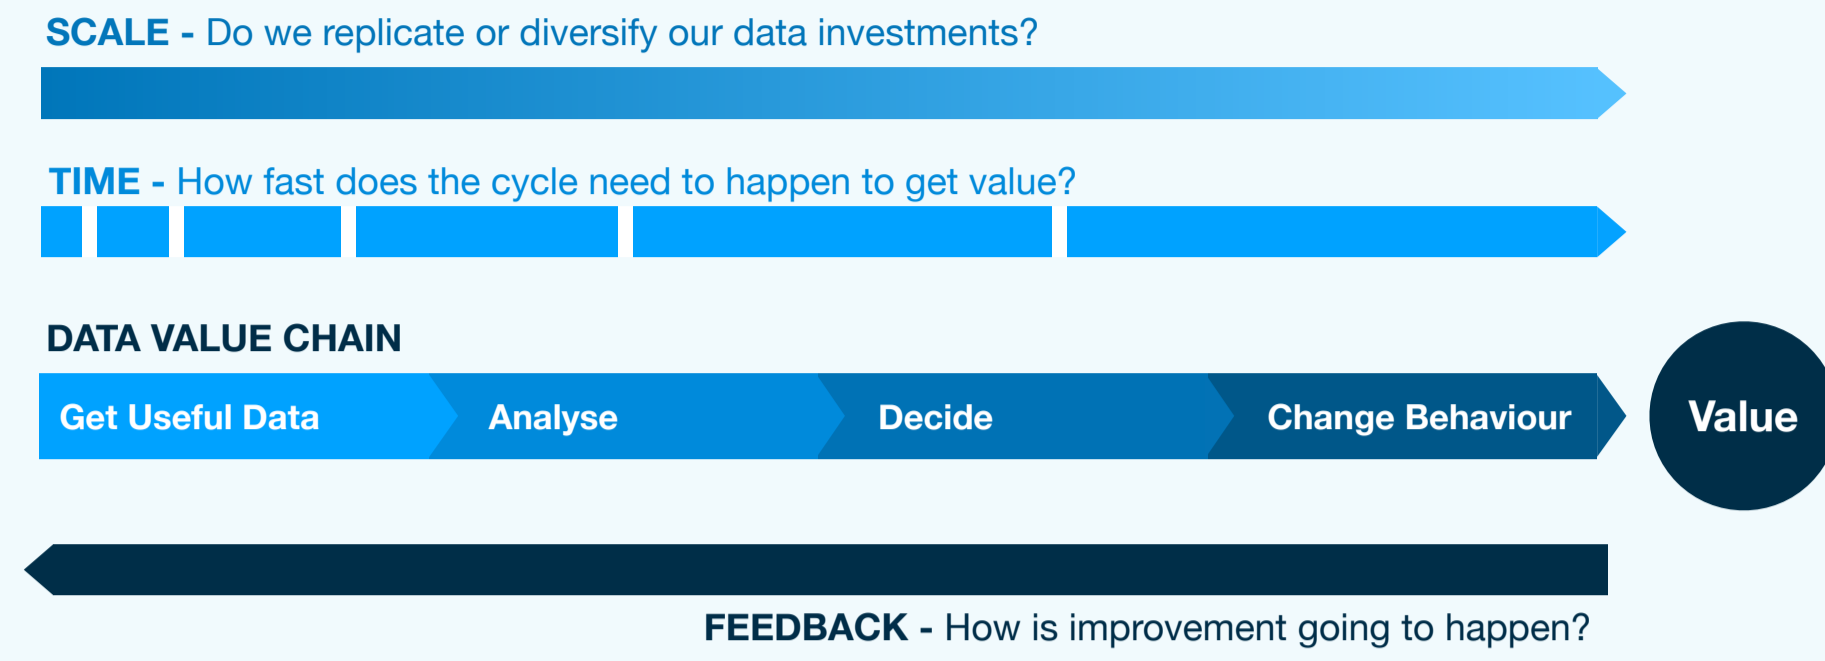 SCALE - Do we replicate or diversify our data investments?
TIME - How fast does the cycle need to happen to get value?
DATA VALUE CHAIN
Get Useful Data
Analyse
Decide
Change Behaviour
Value
FEEDBACK - How is improvement going to happen?